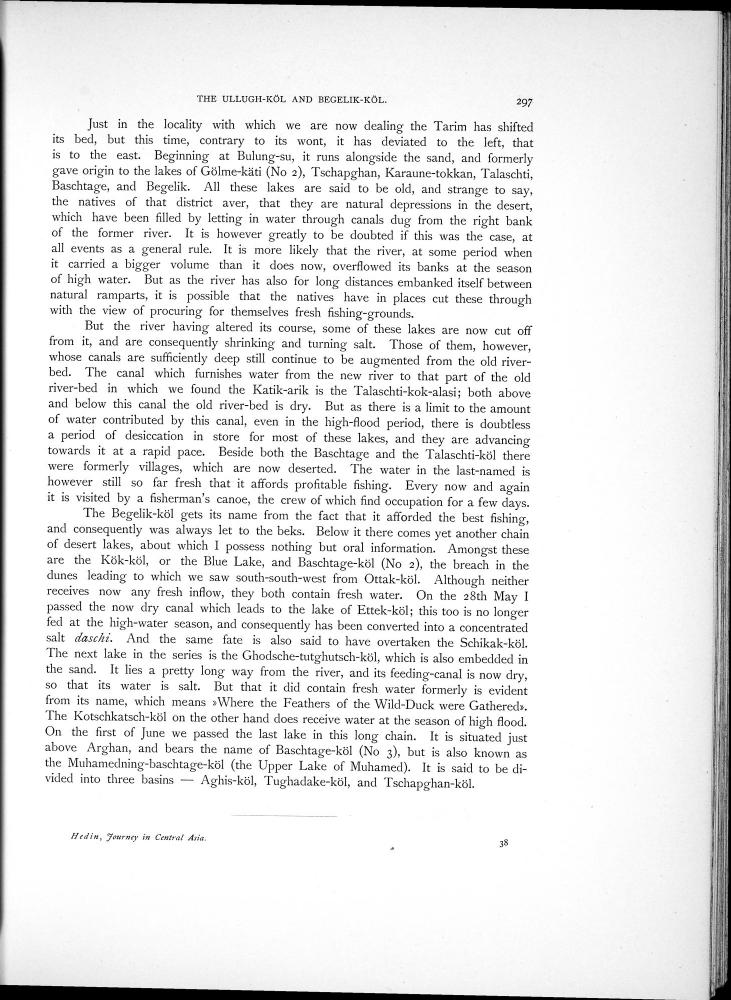 THE ULLUGH-KÖL AND BEGELIK-KÖL. 297
Just in the locality with which we are now dealing the Tarim has shifted
its bed, but this time, contrary to its wont, it has deviated to the left, that
is to the east. Beginning at Bulung-su, it runs alongside the sand, and formerly
gave origin to the lakes of Gölme-käti (No 2), Tschapghan, Karaune-tokkan, Talaschti,
Baschtage, and Begelik. All these lakes are said to be old, and strange to say,
the natives of that district aver, that they are natural depressions in the desert,
which have been filled by letting in water through canals dug from the right bank
of the former river. It is however greatly to be doubted if this was the case, at
all events as a general rule. It is more likely that the river, at some period when
it carried a bigger volume than it does now, overflowed its banks at the season
of high water. But as the river has also for long distances embanked itself between
natural ramparts, it is possible that the natives have in places cut these through
with the view of procuring for themselves fresh fishing-grounds.
But the river having altered its course, some of these lakes are now cut off
from it, and are consequently shrinking and turning salt. Those of them, however,
whose canals are sufficiently deep still continue to be augmented from the old river-
bed. The canal which furnishes water from the new river to that part of the old
river-bed in which we found the Katik-arik is the Talaschti-kok-alasi; both above
and below this canal the old river-bed is dry. But as there is a limit to the amount
of water contributed by this canal, even in the high-flood period, there is doubtless
a period of desiccation in store for most of these lakes, and they are advancing
towards it at a rapid pace. Beside both the Baschtage and the Talaschti-köl there
were formerly villages, which are now deserted. The water in the last-named is
however still so far fresh that it affords profitable fishing. Every now and again
it is visited by a fisherman's canoe, the crew of which find occupation for a few days.
The Begelik-köl gets its name from the fact that it afforded the best fishing,
and consequently was always let to the beks. Below it there comes yet another chain
of desert lakes, about which I possess nothing but oral information. Amongst these
are the Kök-köl, or the Blue Lake, and Baschtage-köl (No 2), the breach in the
dunes leading to which we saw south-south-west from Ottak-köl. Although neither
receives now any fresh inflow, they both contain fresh water. On the 28th May I
passed the now dry canal which leads to the lake of Ettek-köl; this too is no longer
fed at the high-water season, and consequently has been converted into a concentrated
salt daschi. And the same fate is also said to have overtaken the Schikak-köl.
The next lake in the series is the Ghodsche-tutghutsch-köl, which is also embedded in
the sand. It lies a pretty long way from the river, and its feeding-canal is now dry,
so that its water is salt. But that it did contain fresh water formerly is evident
from its name, which means »Where the Feathers of the Wild-Duck were Gathered».
The Kotschkatsch-köl on the other hand does receive water at the season of high flood.
On the first of June we passed the last lake in this long chain. It is situated just
above Arghan, and bears the name of Baschtage-köl (No 3), but is also known as
the Muhamedning-baschtage-köl (the Upper Lake of Muhamed). It is said to be di-
vided into three basins — Aghis-köl, Tughadake-köl, and Tschapghan-köl.
Hedin, Journey in Central Asia. 38